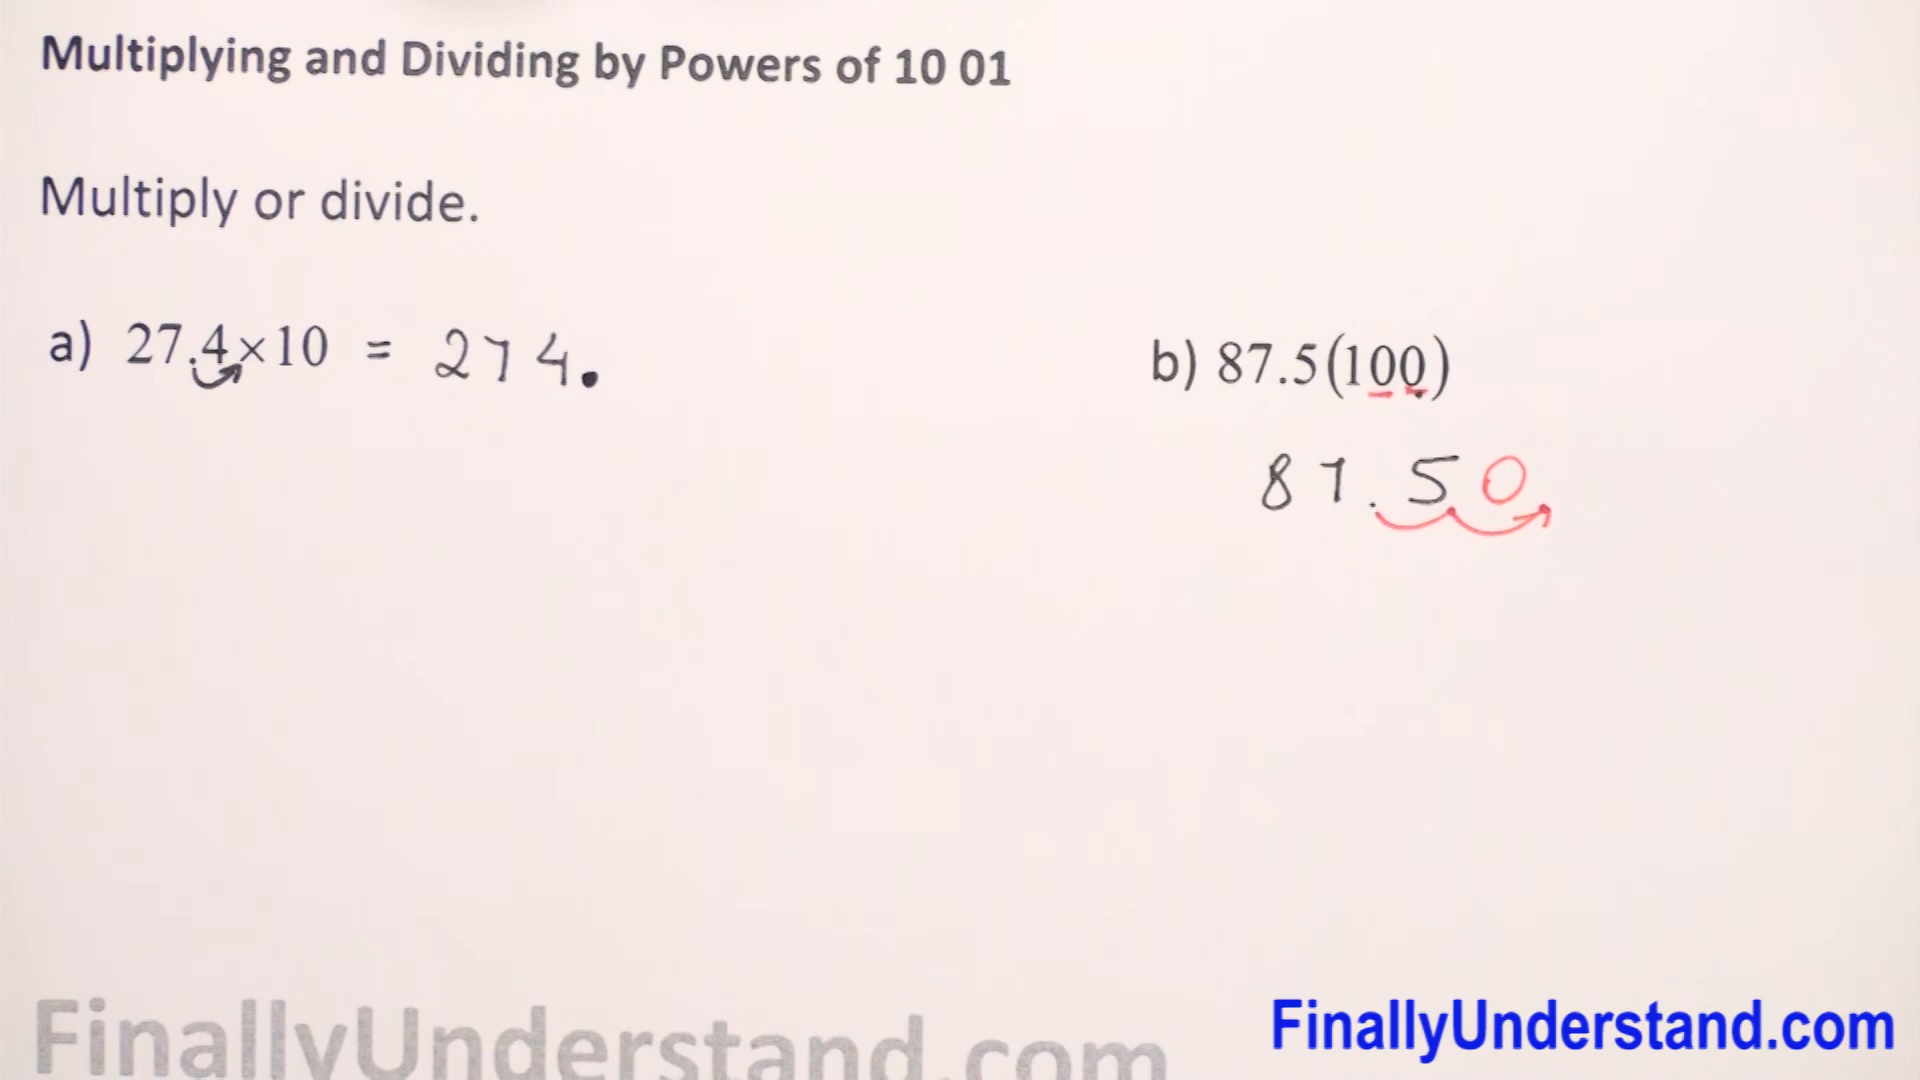 Multiplying and Dividing by Powers of 10 01
Multiply or divide.
a) 27.4×10 = 274.
b) 87.5(100)
87.50
FinallyUnderstand.com
FinallyUnderstand.com